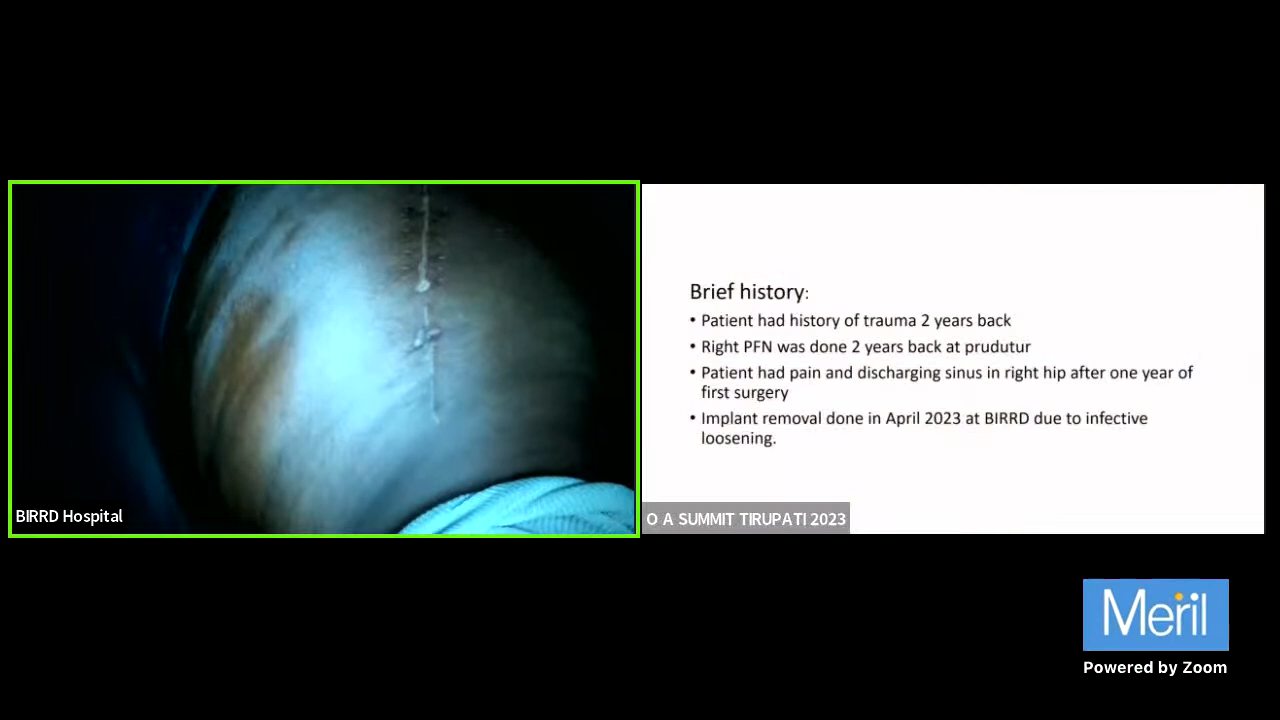 BIRRD Hospital
Brief history:
• Patient had history of trauma 2 years back
• Right PFN was done 2 years back at prudutur
• Patient had pain and discharging sinus in right hip after one year of
first surgery
• Implant removal done in April 2023 at BIRRD due to infective
loosening.
O A SUMMIT TIRUPATI 2023
Meril
Powered by Zoom